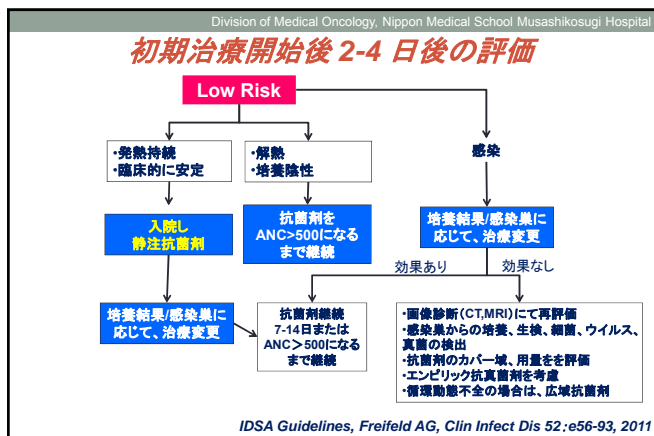 Division of Medical Oncology, Nippon Medical School Musashikosugi Hospital
初期治療開始後 2-4 日後の評価
Low Risk
・発熱持続
・臨床的に安定
・解熱
・培養陰性
感染
入院し
静注抗菌剤
抗菌剤を
ANC>500になる
まで継続
培養結果/感染巣に
応じて、治療変更
効果あり
効果なし
培養結果/感染巣に
応じて、治療変更
抗菌剤継続
7-14日または
ANC＞500になる
まで継続
・画像診断（CT,MRI）にて再評価
・感染巣からの培養、生検、細菌、ウイルス、
真菌の検出
・抗菌剤のカバー域、用量をを評価
・エンピリック抗真菌剤を考慮
・循環動態不全の場合は、広域抗菌剤
IDSA Guidelines, Freifeld AG, Clin Infect Dis 52；e56-93, 2011